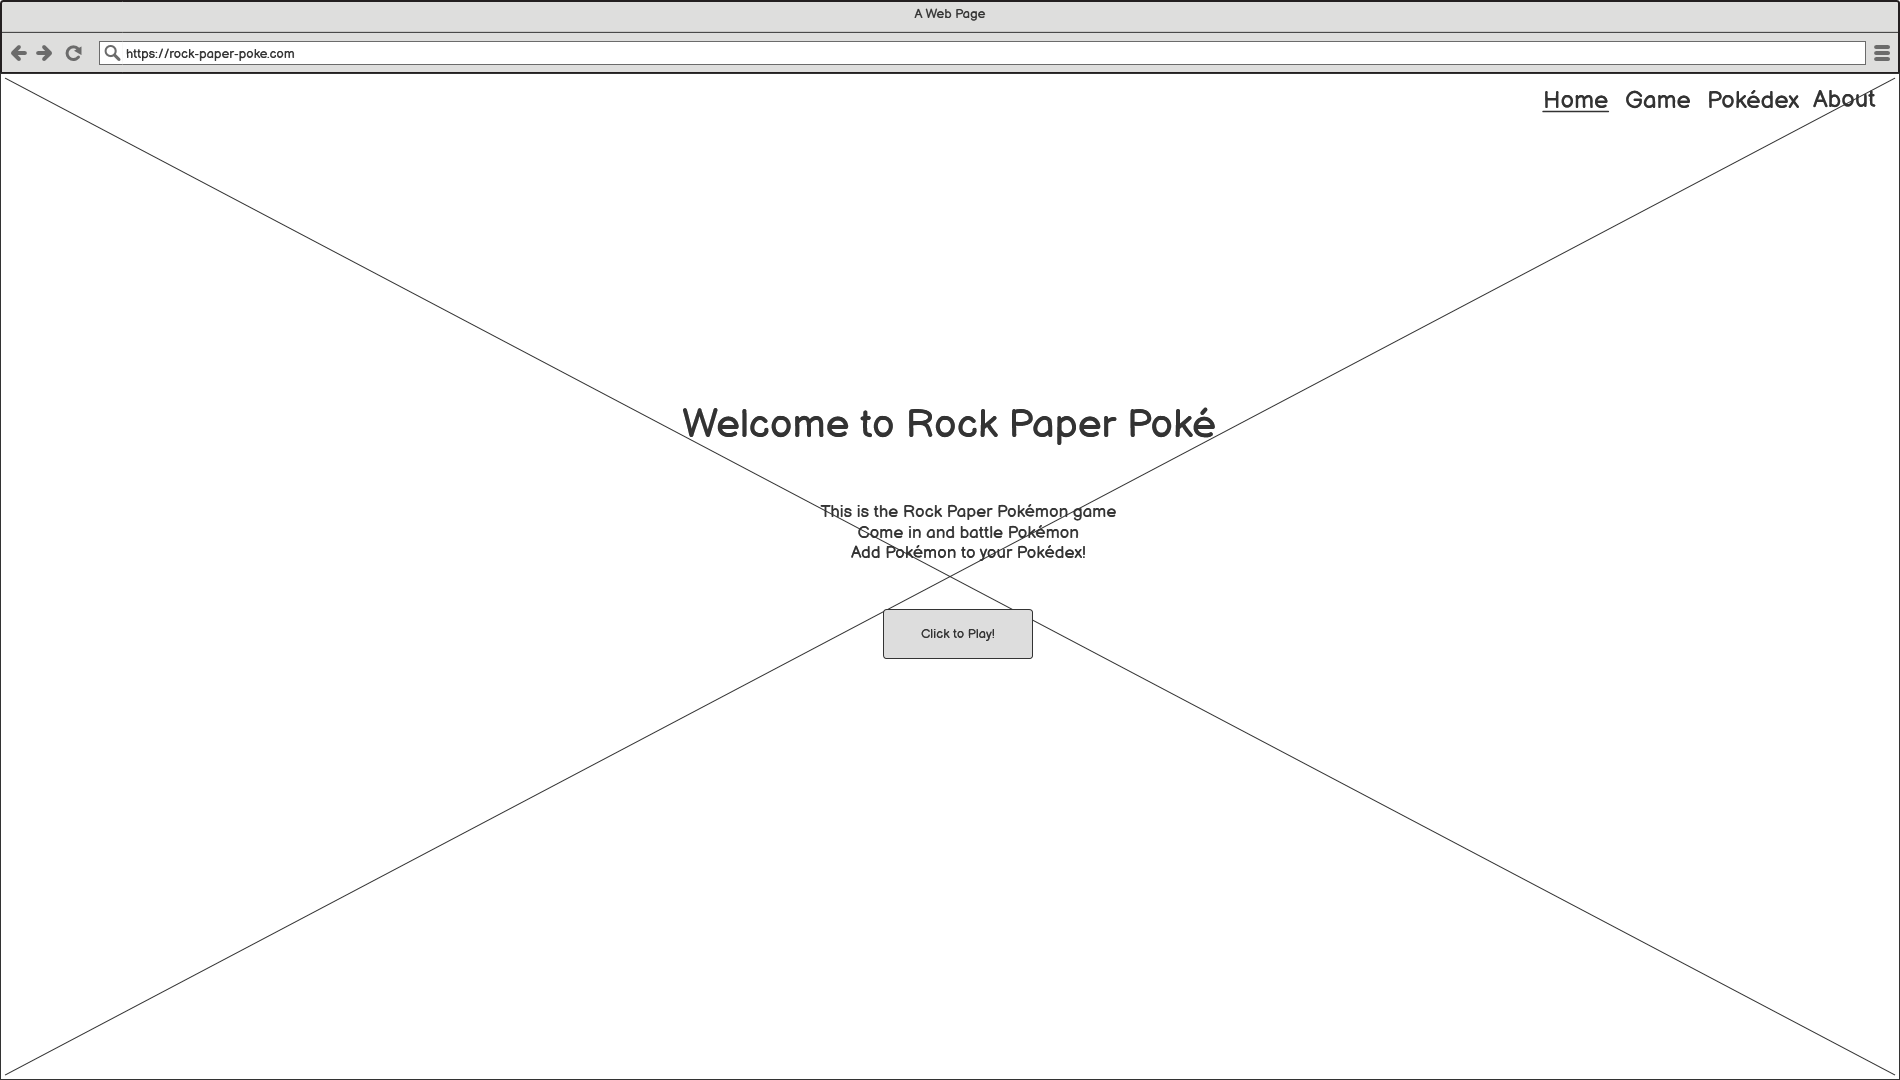 A Web Page
https://rock-paper-poke.com
Home Game Pokédex About
Welcome to Rock Paper Poké
This is the Rock Paper Pokémon game
Come in and battle Pokémon
Add Pokémon to your Pokédex!
Click to Play!